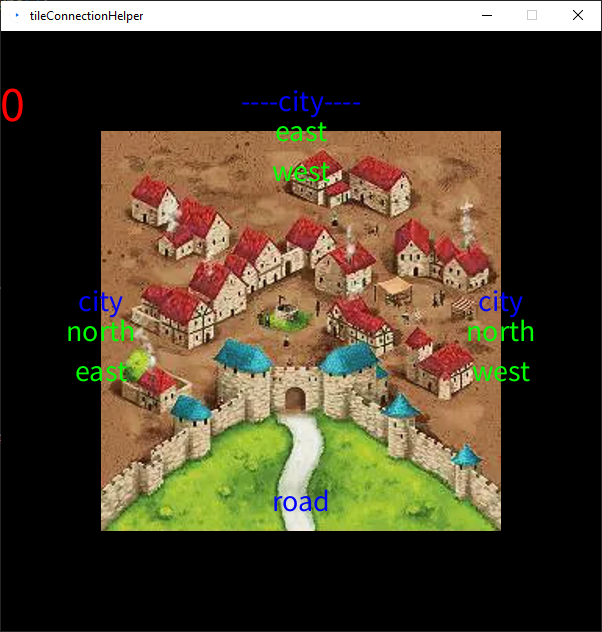 tileConnectionHelper
0
----city----
east
west
city
north
east
city
north
west
road